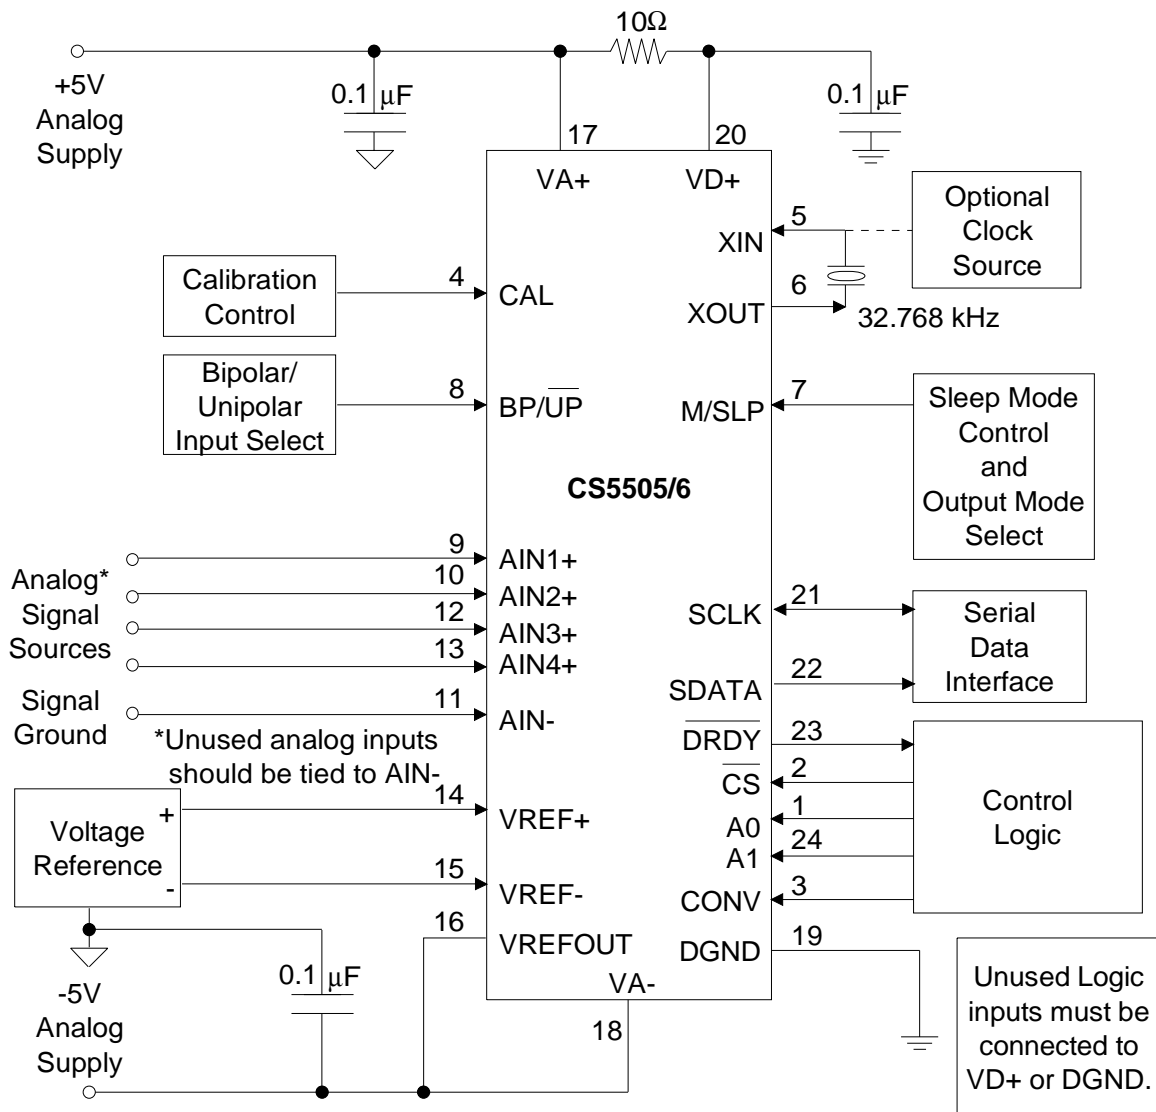 10Ω
+5V
Analog
Supply
0.1 µF
0.1 µF
17
20
VA+
VD+
5
XIN
Optional
Clock
Source
6
XOUT
32.768 kHz
Calibration
Control
4
CAL
Bipolar/
Unipolar
Input Select
8
BP/UP
7
M/SLP
Sleep Mode
Control
and
Output Mode
Select
CS5505/6
Analog*
Signal
Sources
9
AIN1+
10
AIN2+
12
AIN3+
13
AIN4+
Signal
Ground
11
AIN-
*Unused analog inputs
should be tied to AIN-
21
SCLK
22
SDATA
Serial
Data
Interface
23
DRDY
2
CS
1
A0
24
A1
3
CONV
Control
Logic
19
DGND
Voltage
Reference
+
-
14
VREF+
15
VREF-
16
VREFOUT
VA-
18
0.1 µF
-5V
Analog
Supply
Unused Logic
inputs must be
connected to
VD+ or DGND.